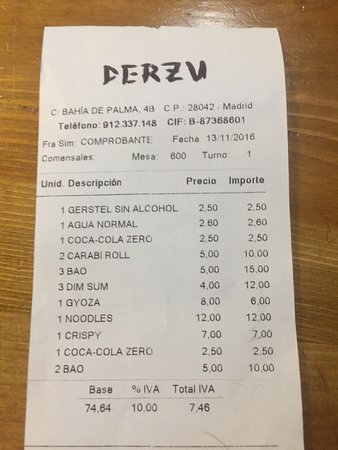 DERZU
C: BAHÍA DE PALMA, 4B C.P.: 28042 - Madrid
Teléfono: 912.337.148 CIF: B-87368601
Fra Sim: COMPROBANTE Fecha 13/11/2016
Comensales: Mesa: 600 Turno: 1
Unid. Descripción Precio Importe
1 GERSTEL SIN ALCOHOL 2,50 2,50
1 AGUA NORMAL 2,60 2,60
1 COCA-COLA ZERO 2,50 2,50
2 CARABI ROLL 5,00 10,00
3 BAO 5,00 15,00
3 DIM SUM 4,00 12,00
1 GYOZA 8,00 6,00
1 NOODLES 12,00 12,00
1 CRISPY 7,00 7,00
1 COCA-COLA ZERO 2,50 2,50
2 BAO 5,00 10,00
Base % IVA Total IVA
74,64 10,00 7,46